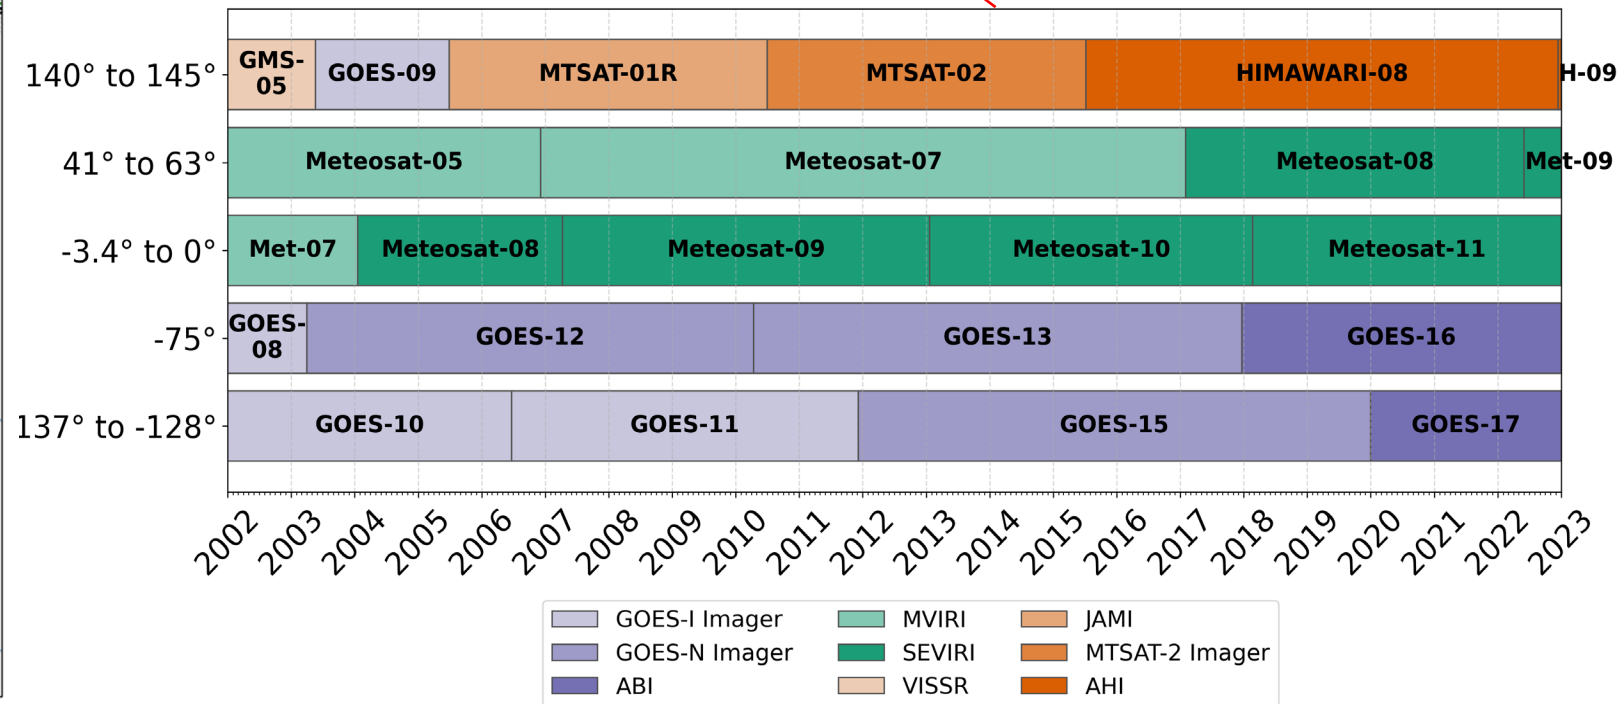 140° to 145°
GMS-
05
GOES-09
MTSAT-01R
MTSAT-02
HIMAWARI-08
H-09
41° to 63°
Meteosat-05
Meteosat-07
Meteosat-08
Met-09
-3.4° to 0°
Met-07
Meteosat-08
Meteosat-09
Meteosat-10
Meteosat-11
-75°
GOES-
08
GOES-12
GOES-13
GOES-16
137° to -128°
GOES-10
GOES-11
GOES-15
GOES-17
2002
2003
2004
2005
2006
2007
2008
2009
2010
2011
2012
2013
2014
2015
2016
2017
2018
2019
2020
2021
2022
2023
GOES-I Imager
GOES-N Imager
ABI
MVIRI
SEVIRI
VISSR
JAMI
MTSAT-2 Imager
AHI